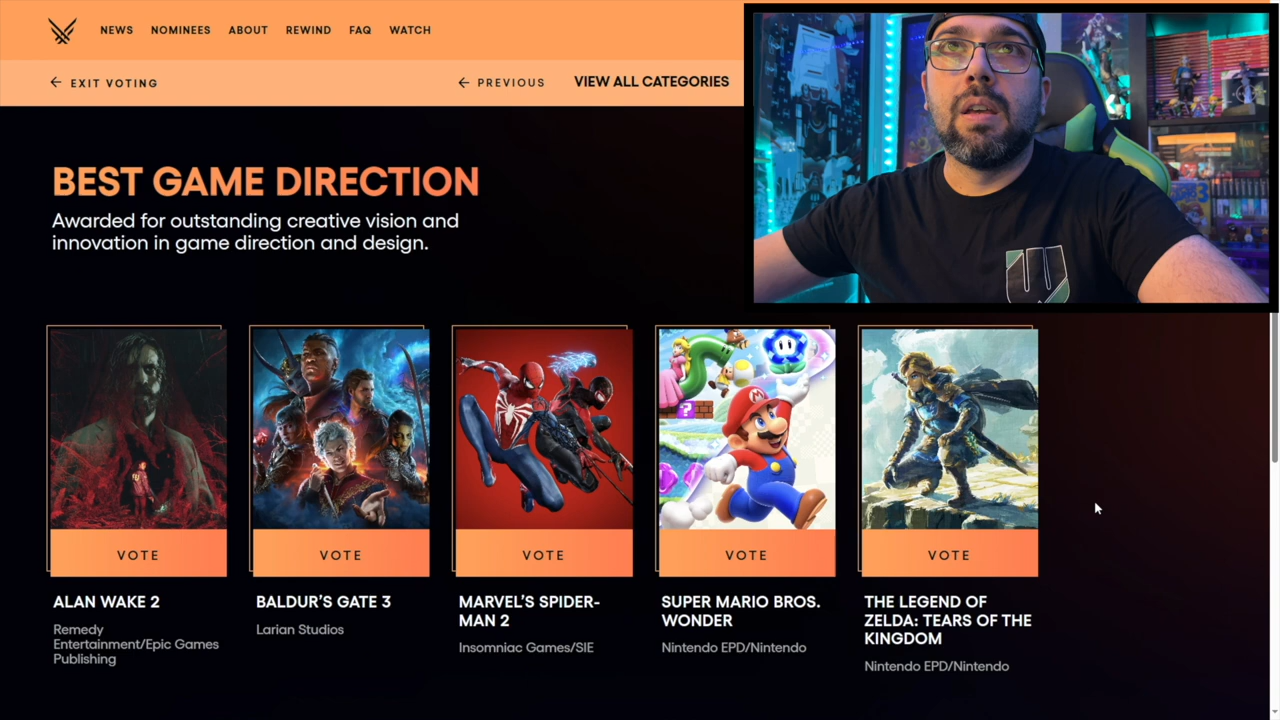 NEWS NOMINEES ABOUT REWIND FAQ WATCH
← EXIT VOTING
← PREVIOUS
VIEW ALL CATEGORIES
BEST GAME DIRECTION
Awarded for outstanding creative vision and
innovation in game direction and design.
VOTE
VOTE
VOTE
VOTE
VOTE
ALAN WAKE 2
Remedy
Entertainment/Epic Games
Publishing
BALDUR’S GATE 3
Larian Studios
MARVEL’S SPIDER-
MAN 2
Insomniac Games/SIE
SUPER MARIO BROS.
WONDER
Nintendo EPD/Nintendo
THE LEGEND OF
ZELDA: TEARS OF THE
KINGDOM
Nintendo EPD/Nintendo